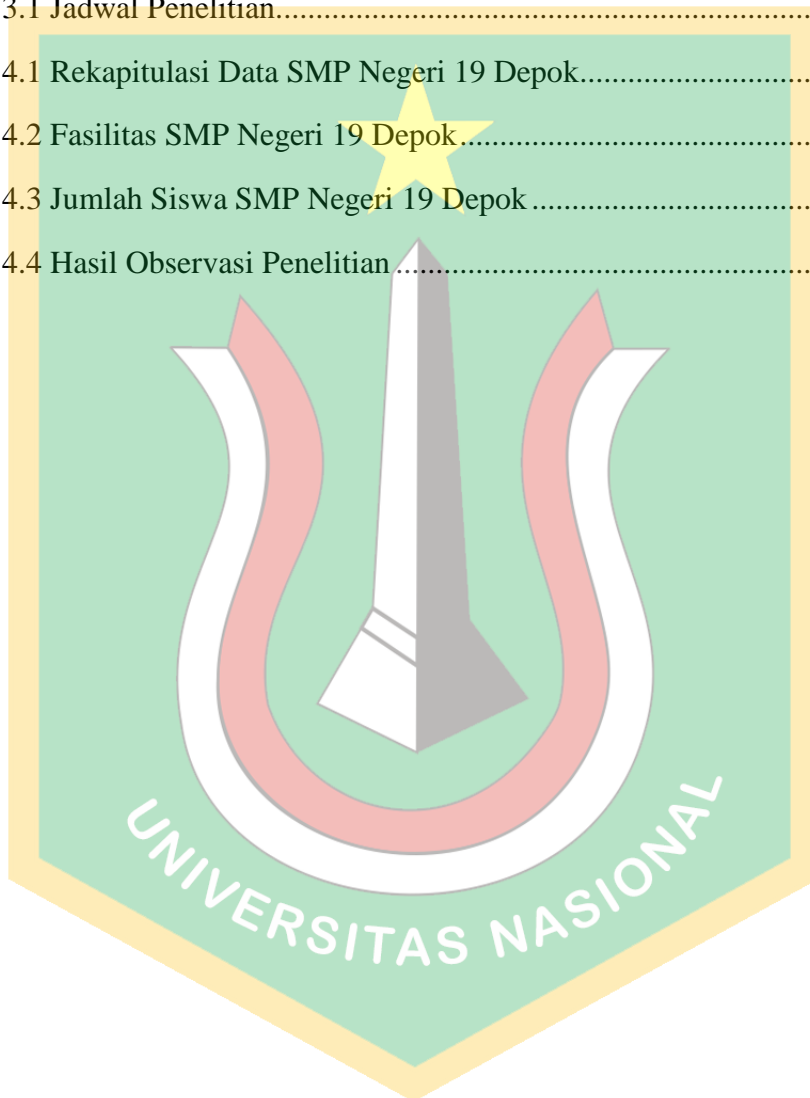 3.1 Jadwal Penelitian....................................................................
4.1 Rekapitulasi Data SMP Negeri 19 Depok.............................
4.2 Fasilitas SMP Negeri 19 Depok............................................
4.3 Jumlah Siswa SMP Negeri 19 Depok ...................................
4.4 Hasil Observasi Penelitian ....................................................
UNIVERSITAS NASIONAL